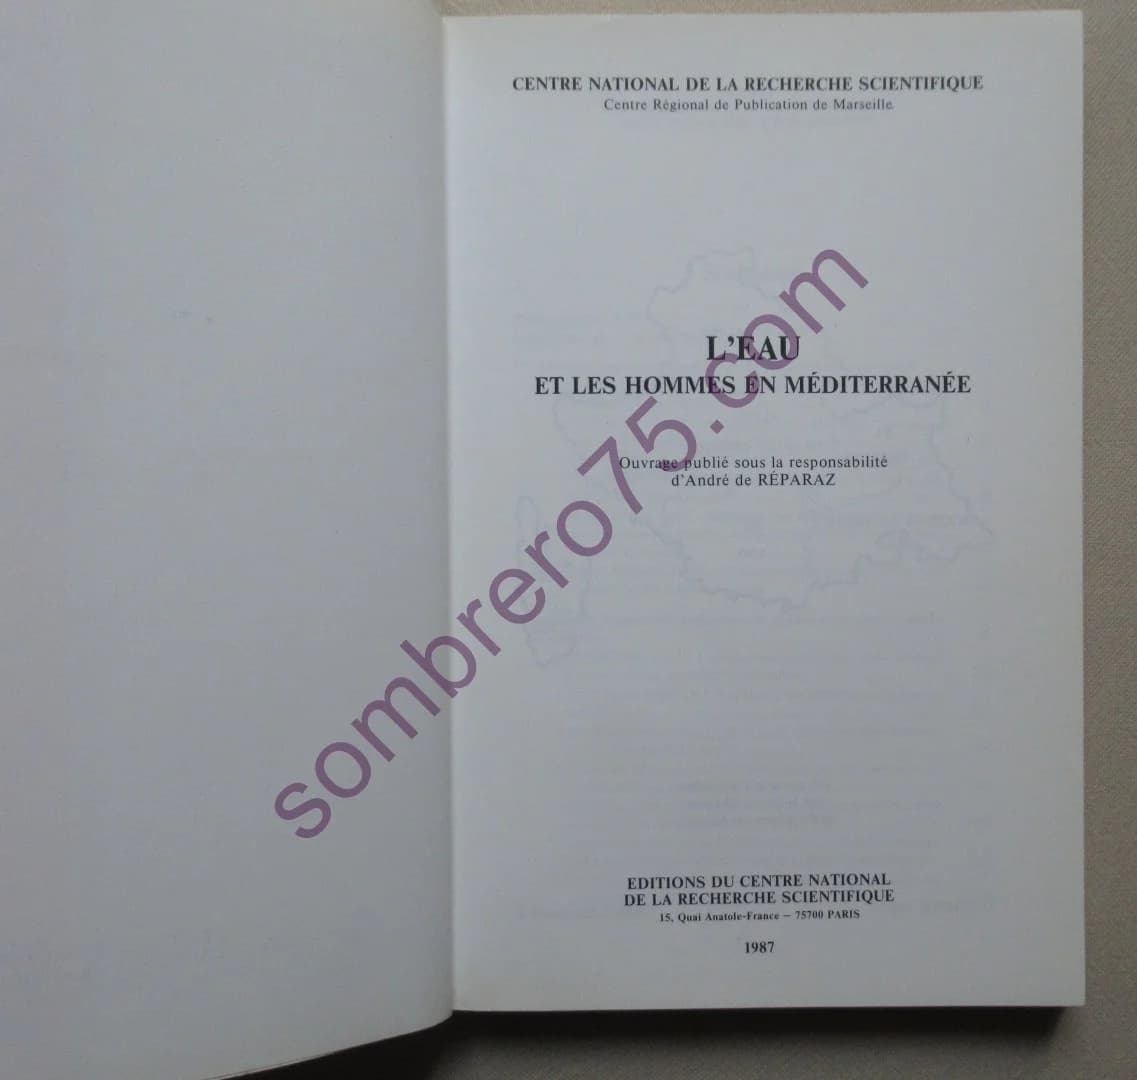 CENTRE NATIONAL DE LA RECHERCHE SCIENTIFIQUE
Centre Régional de Publication de Marseille
L'EAU
ET LES HOMMES EN MÉDITERRANÉE
Ouvrage publié sous la responsabilité
d'André de RÉPARAZ
sombrero75.com
EDITIONS DU CENTRE NATIONAL
DE LA RECHERCHE SCIENTIFIQUE
15, Quai Anatole-France – 75700 PARIS
1987